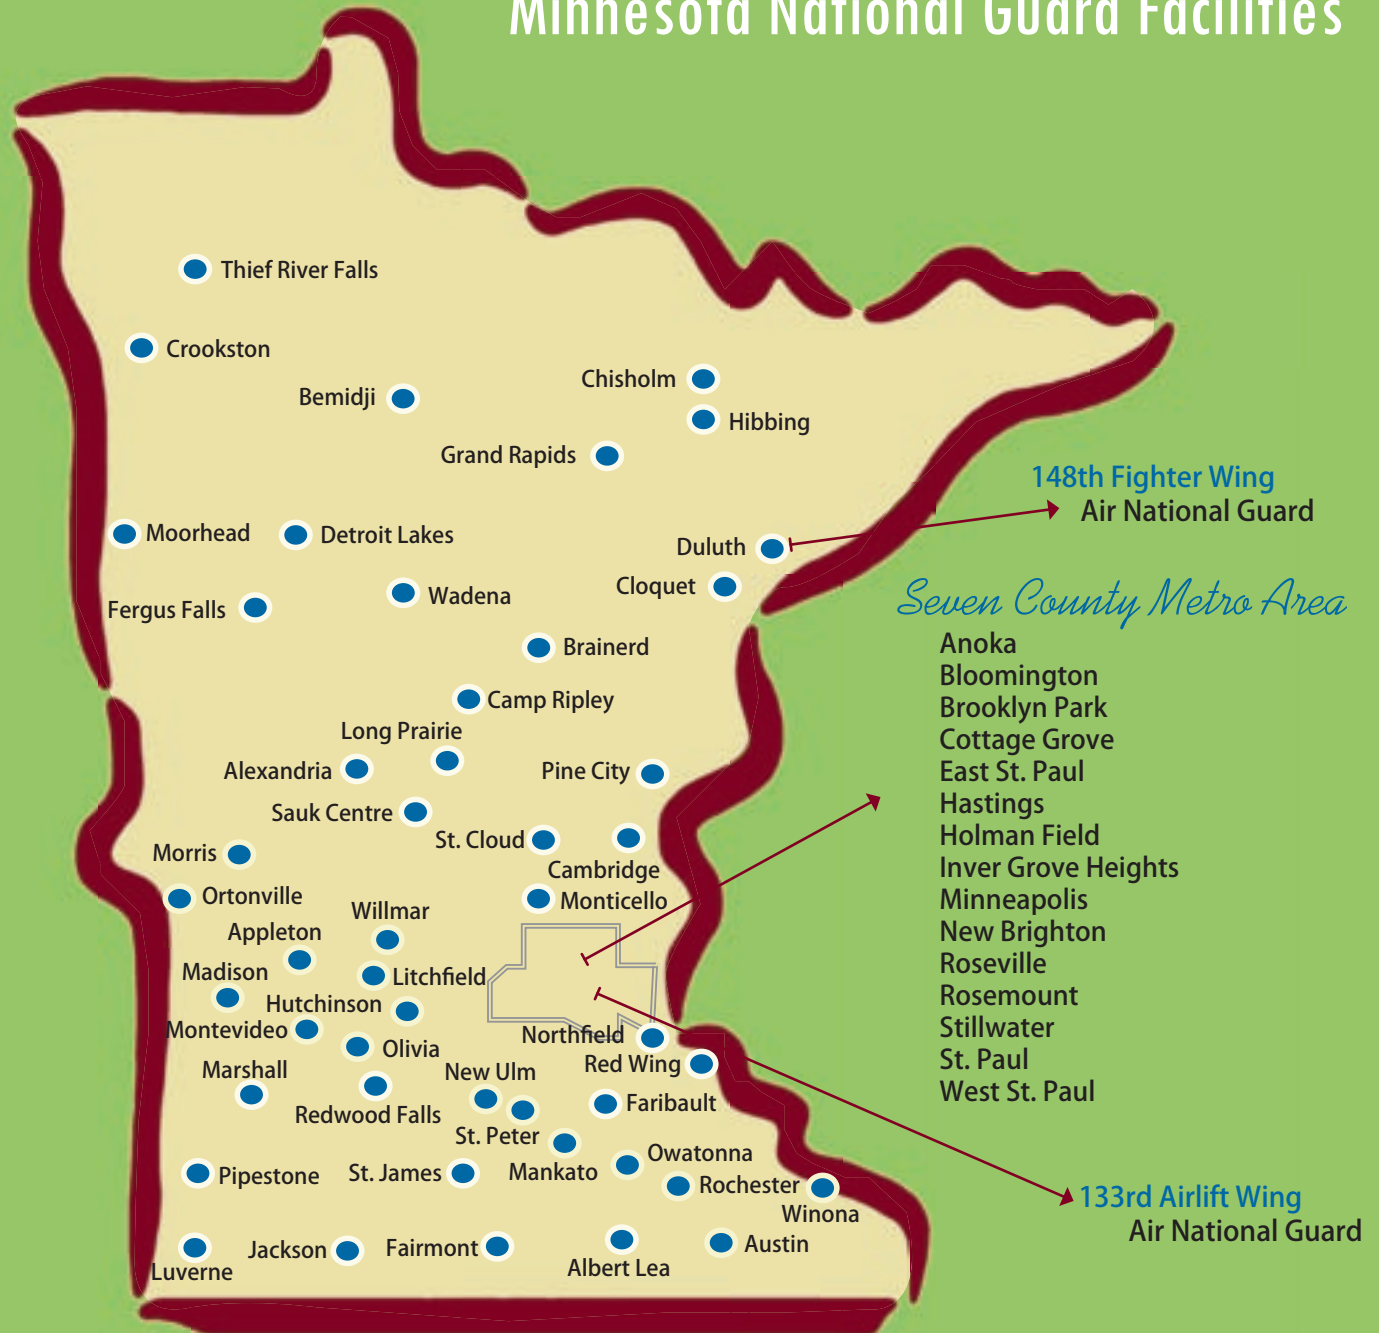 Minnesota National Guard Facilities
Thief River Falls
Crookston
Bemidji
Chisholm
Hibbing
Grand Rapids
148th Fighter Wing
Air National Guard
Moorhead
Detroit Lakes
Duluth
Cloquet
Wadena
Fergus Falls
Seven County Metro Area
Anoka
Bloomington
Brooklyn Park
Cottage Grove
East St. Paul
Hastings
Holman Field
Inver Grove Heights
Minneapolis
New Brighton
Roseville
Rosemount
Stillwater
St. Paul
West St. Paul
Brainerd
Camp Ripley
Long Prairie
Alexandria
Pine City
Sauk Centre
St. Cloud
Morris
Cambridge
Ortonville
Monticello
Willmar
Appleton
Madison
Litchfield
Hutchinson
Montevideo
Northfield
Olivia
Red Wing
Marshall
New Ulm
Redwood Falls
Faribault
St. Peter
Owatonna
Mankato
Pipestone
St. James
Rochester
Winona
133rd Airlift Wing
Air National Guard
Luverne
Jackson
Fairmont
Albert Lea
Austin